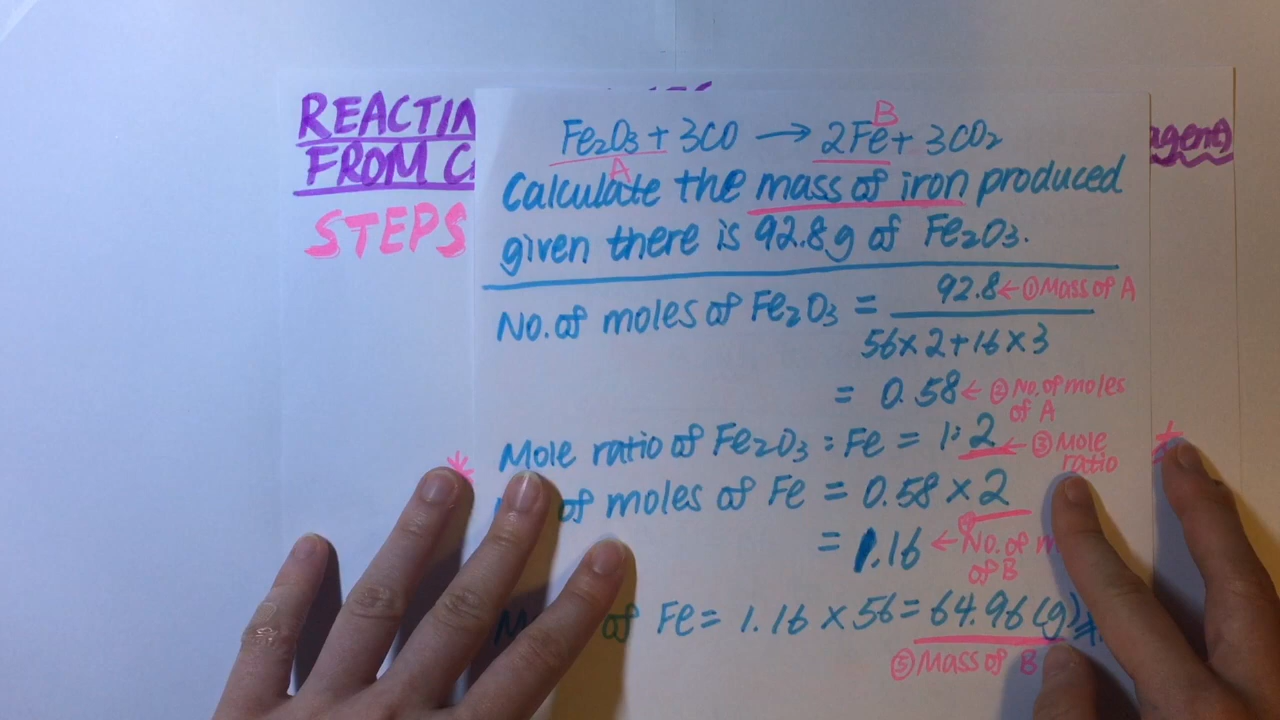 REACTIN
FROM C
STEPS
agent)
B
Fe₂O₃ + 3CO → 2Fe + 3CO₂
A
Calculate the mass of iron produced
given there is 92.8g of Fe₂O₃.
No. of moles of Fe₂O₃ = 92.8 ← ① Mass of A
56×2+16×3
= 0.58 ← ② No. of moles
of A
Mole ratio of Fe₂O₃ : Fe = 1:2 ← ③ Mole
ratio
of moles of Fe = 0.58 × 2
= 1.16 ← ④ No. of m
of B
of Fe = 1.16 × 56 = 64.96 (g)
⑤ Mass of B